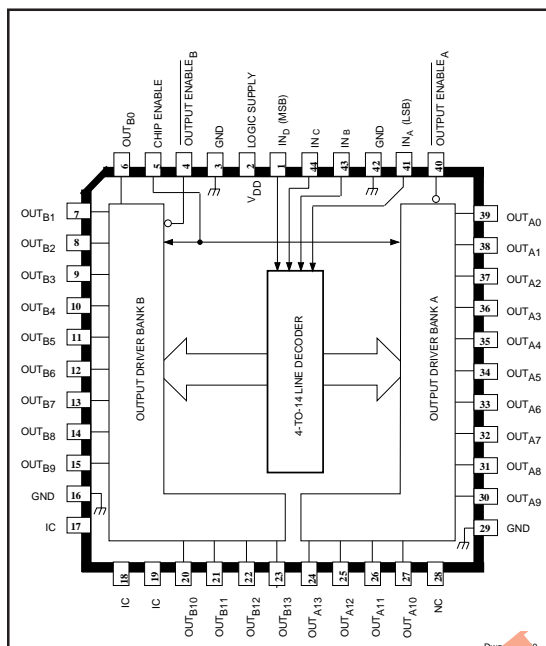 OUTB0
CHIP ENABLE
OUTPUT ENABLEB
GND
LOGIC SUPPLY
IND (MSB)
INC
INB
GND
INA (LSB)
OUTPUT ENABLEA
6
5
4
3
2
1
44
43
42
41
40
VDD
OUTB1
7
OUTB2
8
OUTB3
9
OUTB4
10
OUTB5
11
OUTB6
12
OUTB7
13
OUTB8
14
OUTB9
15
GND
16
IC
17
OUTPUT DRIVER BANK B
4-TO-14 LINE DECODER
OUTPUT DRIVER BANK A
39
OUTA0
38
OUTA1
37
OUTA2
36
OUTA3
35
OUTA4
34
OUTA5
33
OUTA6
32
OUTA7
31
OUTA8
30
OUTA9
29
GND
18
19
20
21
22
23
24
25
26
27
28
IC
IC
OUTB10
OUTB11
OUTB12
OUTB13
OUTA13
OUTA12
OUTA11
OUTA10
NC